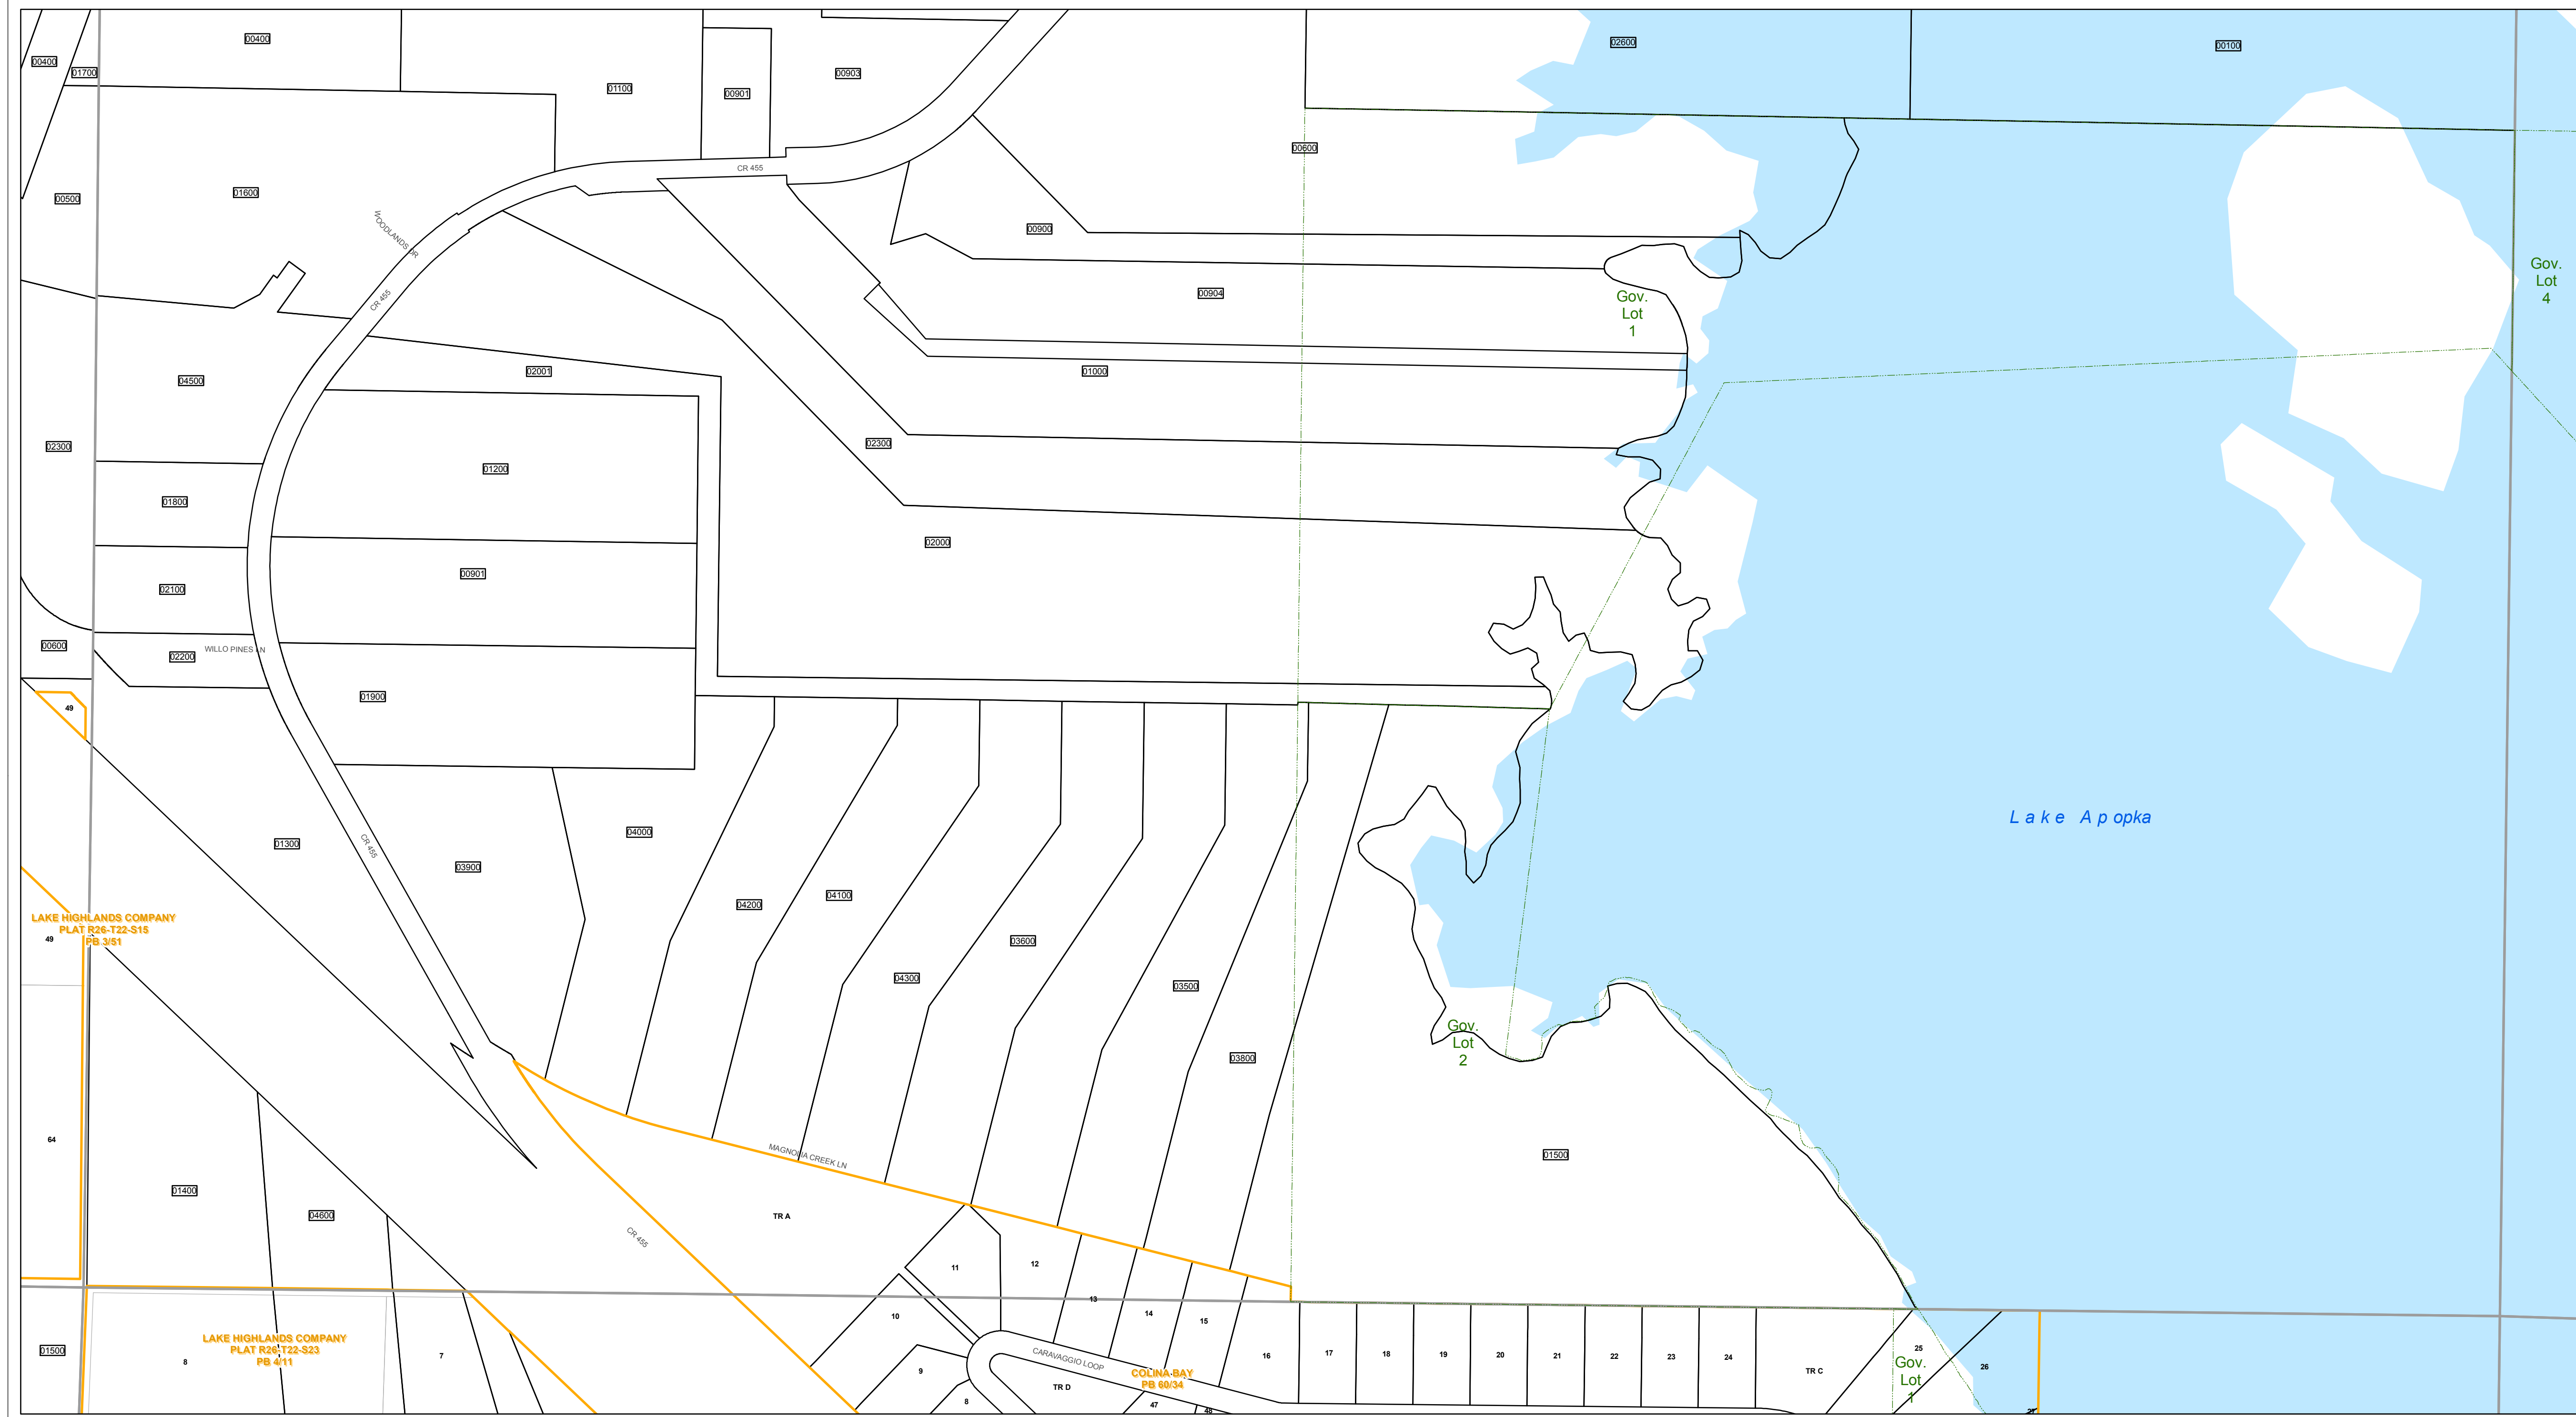 00400
02600
00100
00400
01700
01100
00901
00903
00600
CR 455
00500
01600
WOODLANDS DR
00900
Gov.
Lot
4
00904
Gov.
Lot
1
CR 455
04500
02001
01000
02300
01200
02300
01800
02000
00901
02100
00600
WILLO PINES LN
02200
49
01900
Lake Apopka
04000
01300
CR 455
03900
04100
04200
LAKE HIGHLANDS COMPANY
PLAT R26-T22-S15
PB 3/51
49
03600
04300
03500
Gov.
Lot
2
03800
64
MAGNOLIA CREEK LN
01500
01400
04600
TR A
CR 455
12
11
13
14
15
10
LAKE HIGHLANDS COMPANY
PLAT R26-T22-S23
PB 4/11
01500
8
7
16
17
18
19
20
21
22
23
24
25
CARAVAGGIO LOOP
Gov.
Lot
1
26
TR C
9
COLINA BAY
PB 60/34
TR D
8
47
48
27